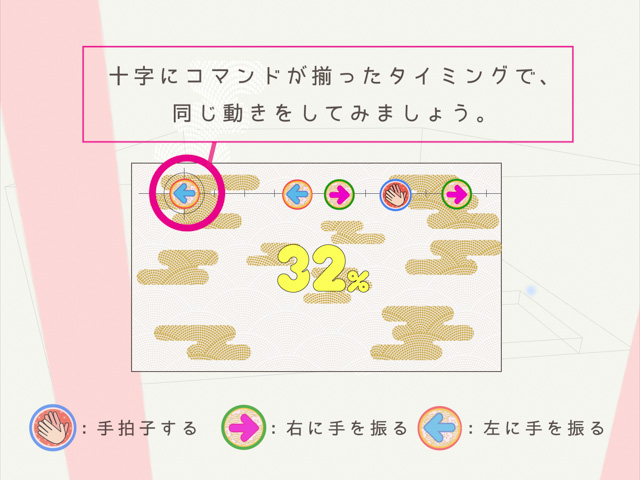 十字にコマンドが揃ったタイミングで、
同じ動きをしてみましょう。
32%
：手拍子する ：右に手を振る ：左に手を振る